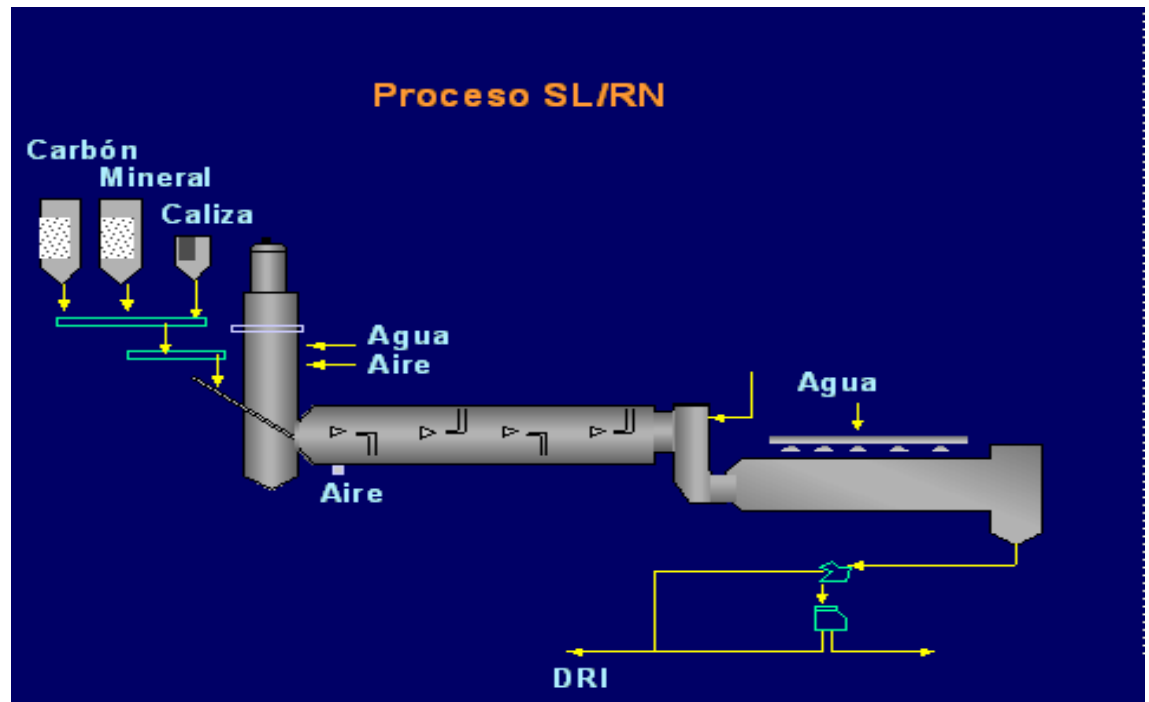 Proceso SL/RN
Carbón
Mineral
Caliza
Agua
Aire
Agua
Aire
DRI